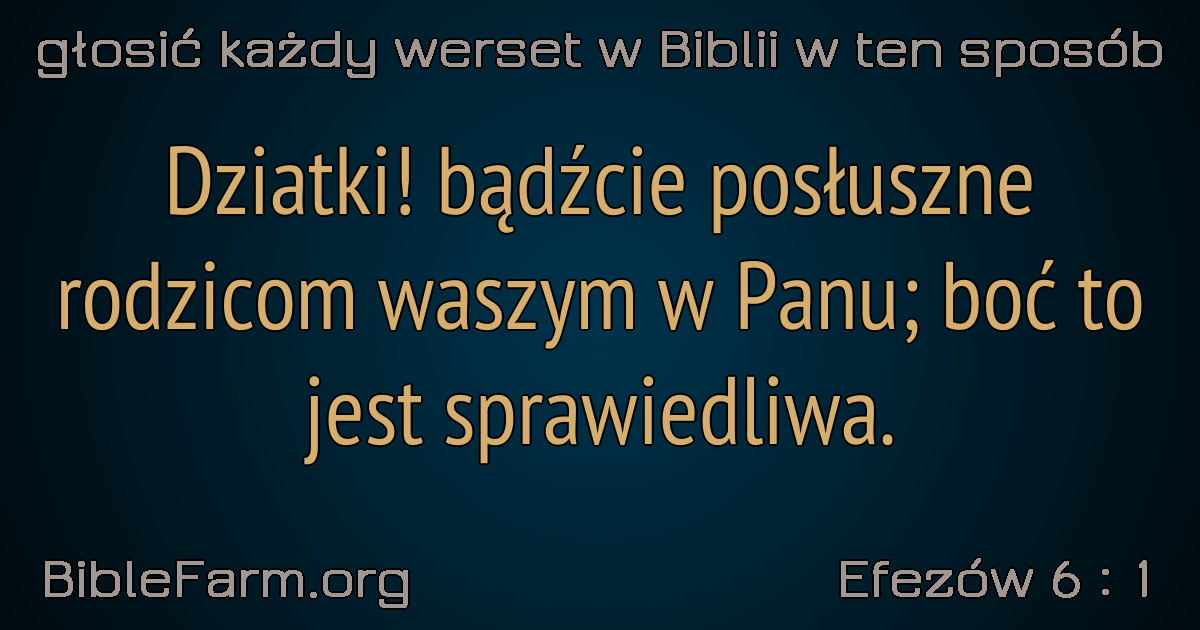 głosić każdy werset w Biblii w ten sposób
Dziatki! bądźcie posłuszne
rodzicom waszym w Panu; boć to
jest sprawiedliwa.
BibleFarm.org
Efezów 6 : 1